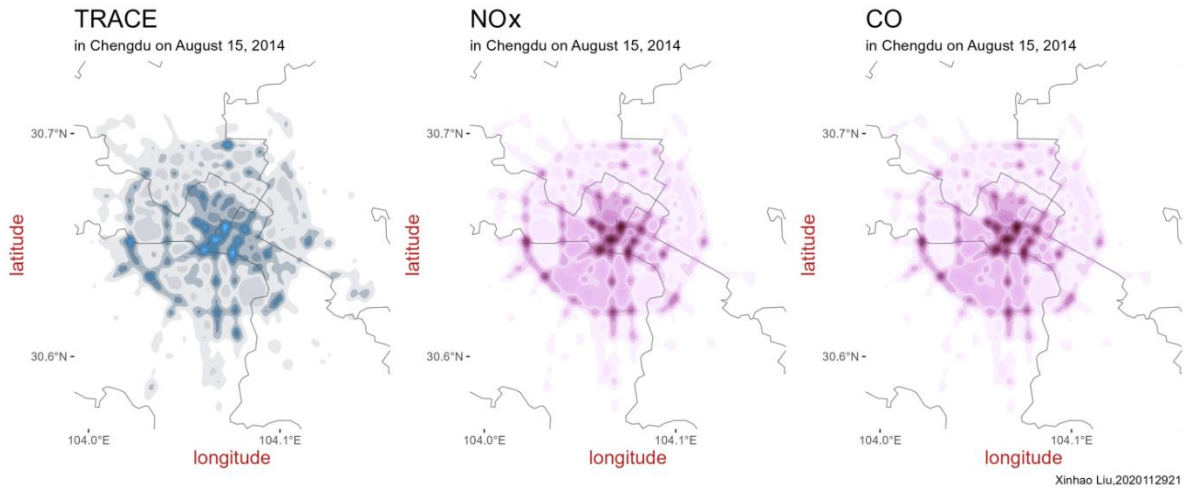 TRACE
in Chengdu on August 15, 2014
30.7°N
30.6°N
latitude
104.0°E
104.1°E
longitude
NOx
in Chengdu on August 15, 2014
30.7°N
30.6°N
latitude
104.0°E
104.1°E
longitude
CO
in Chengdu on August 15, 2014
30.7°N
30.6°N
latitude
104.0°E
104.1°E
longitude
Xinhao Liu,2020112921